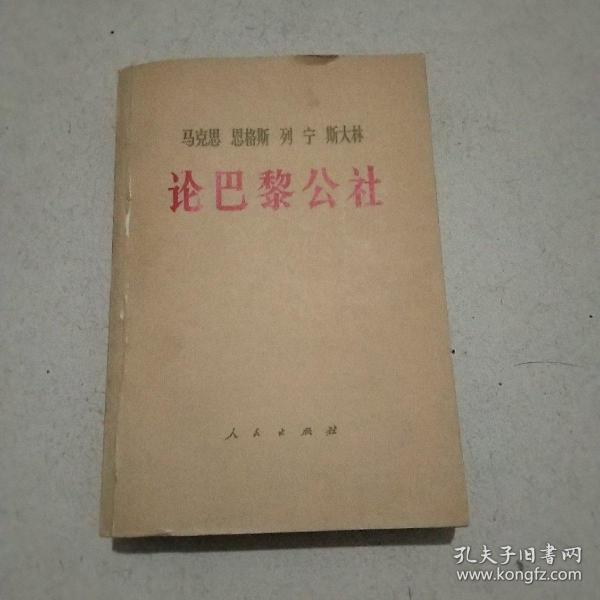 马克思 恩格斯 列宁 斯大林
论巴黎公社
人民出版社
孔夫子旧書网
www.kongfz.com